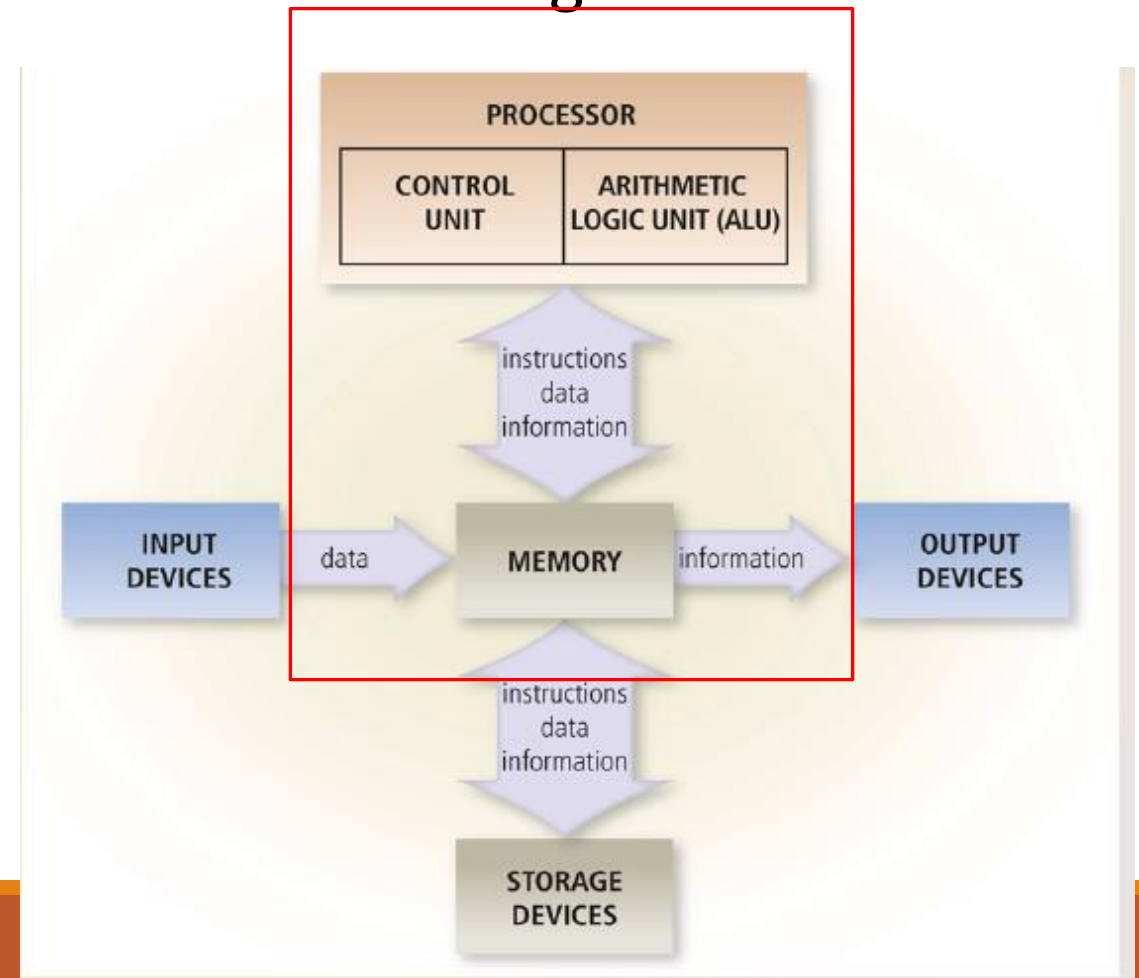 PROCESSOR
CONTROL
UNIT
ARITHMETIC
LOGIC UNIT (ALU)
instructions
data
information
INPUT
DEVICES
data
MEMORY
information
OUTPUT
DEVICES
instructions
data
information
STORAGE
DEVICES